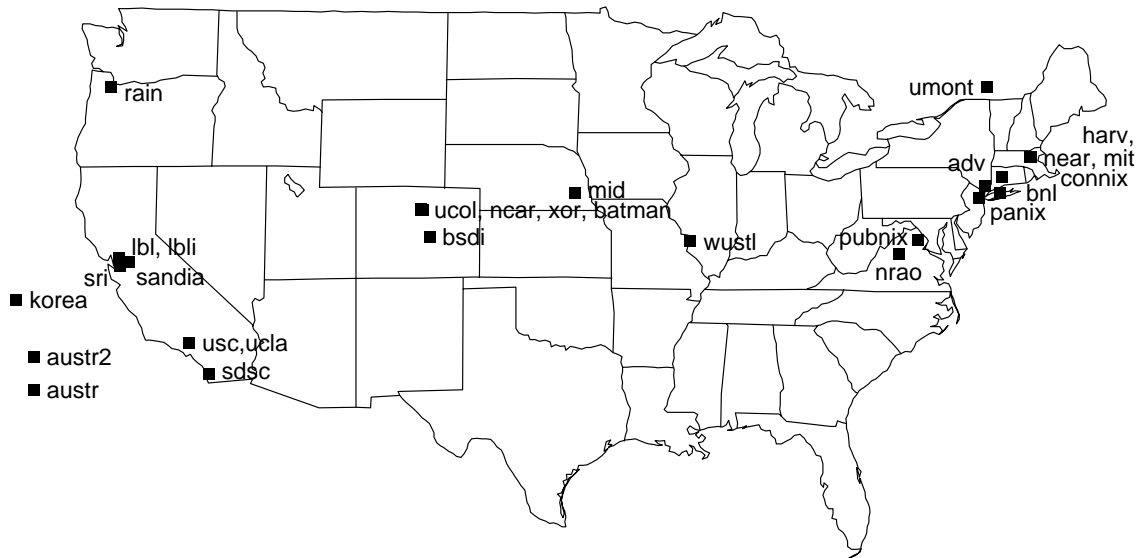 umont
rain
harv,
near, mit
adv
connix
mid
bnl
panix
ucol, ncar, xor, batman
bsdi
wustl
pubnix
nrao
lbl, lbli
sri
sandia
korea
usc,ucla
austr2
sdsc
austr